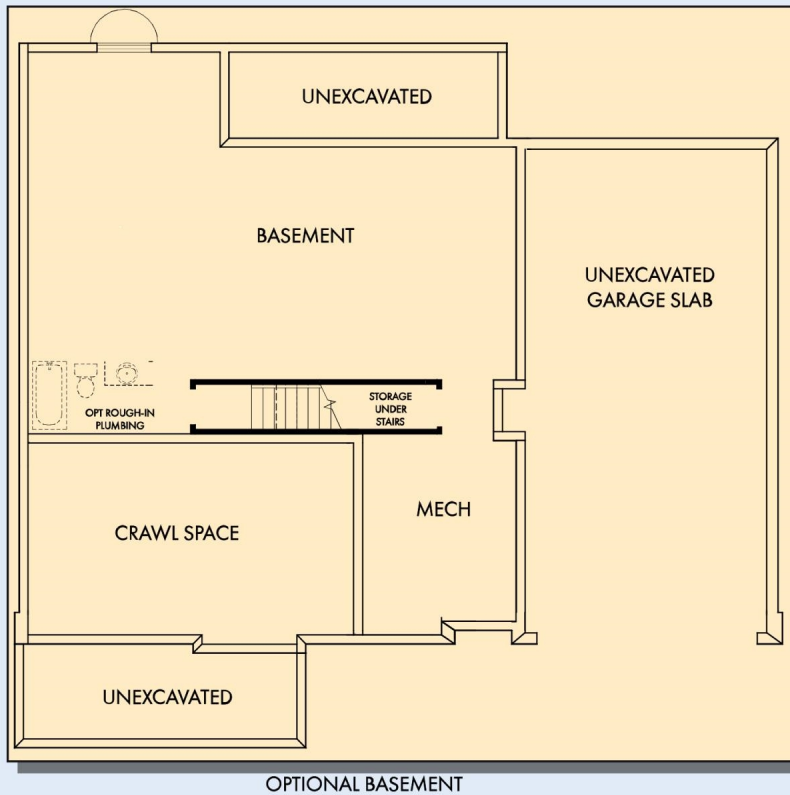 UNEXCAVATED
BASEMENT
UNEXCAVATED
GARAGE SLAB
OPT ROUGH-IN
PLUMBING
STORAGE
UNDER
STAIRS
CRAWL SPACE
MECH
UNEXCAVATED
OPTIONAL BASEMENT